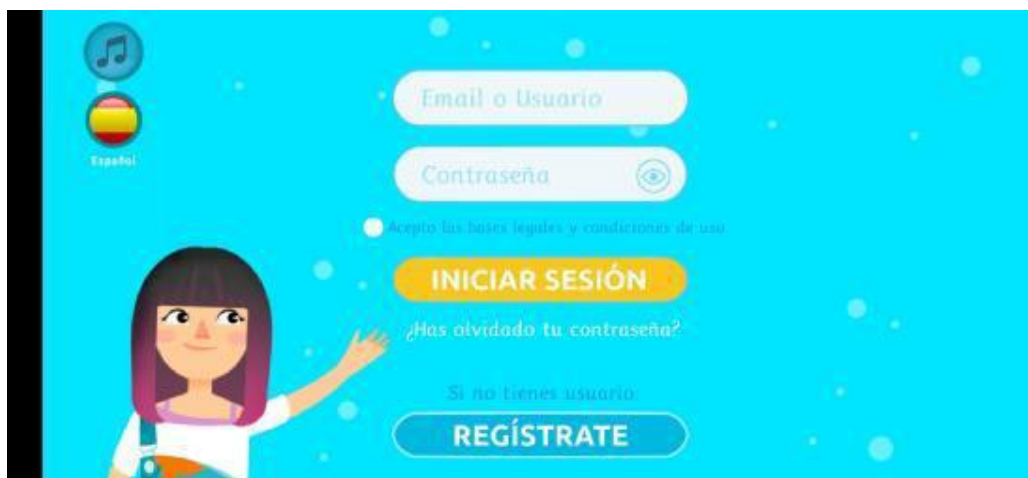 Español
Email o Usuario
Contraseña
Acepto las bases legales y condiciones de uso
INICIAR SESIÓN
¿Has olvidado tu contraseña?
Si no tienes usuario
REGÍSTRATE